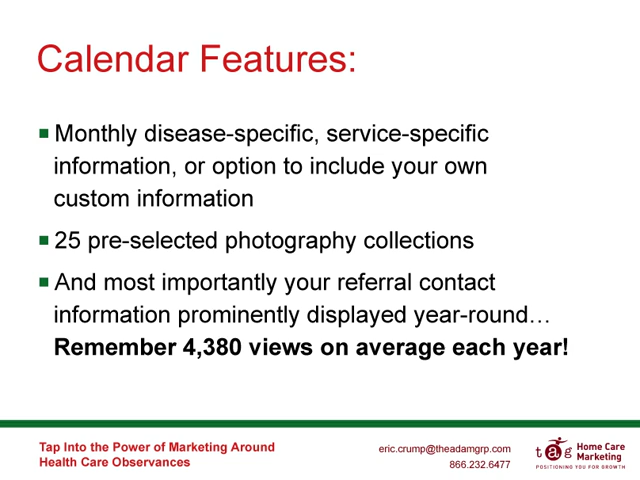 Calendar Features:
Monthly disease-specific, service-specific
information, or option to include your own
custom information
25 pre-selected photography collections
And most importantly your referral contact
information prominently displayed year-round…
Remember 4,380 views on average each year!
Tap Into the Power of Marketing Around
Health Care Observances
eric.crump@theadamgrp.com
866.232.6477
tag Home Care
Marketing
POSITIONING YOU FOR GROWTH